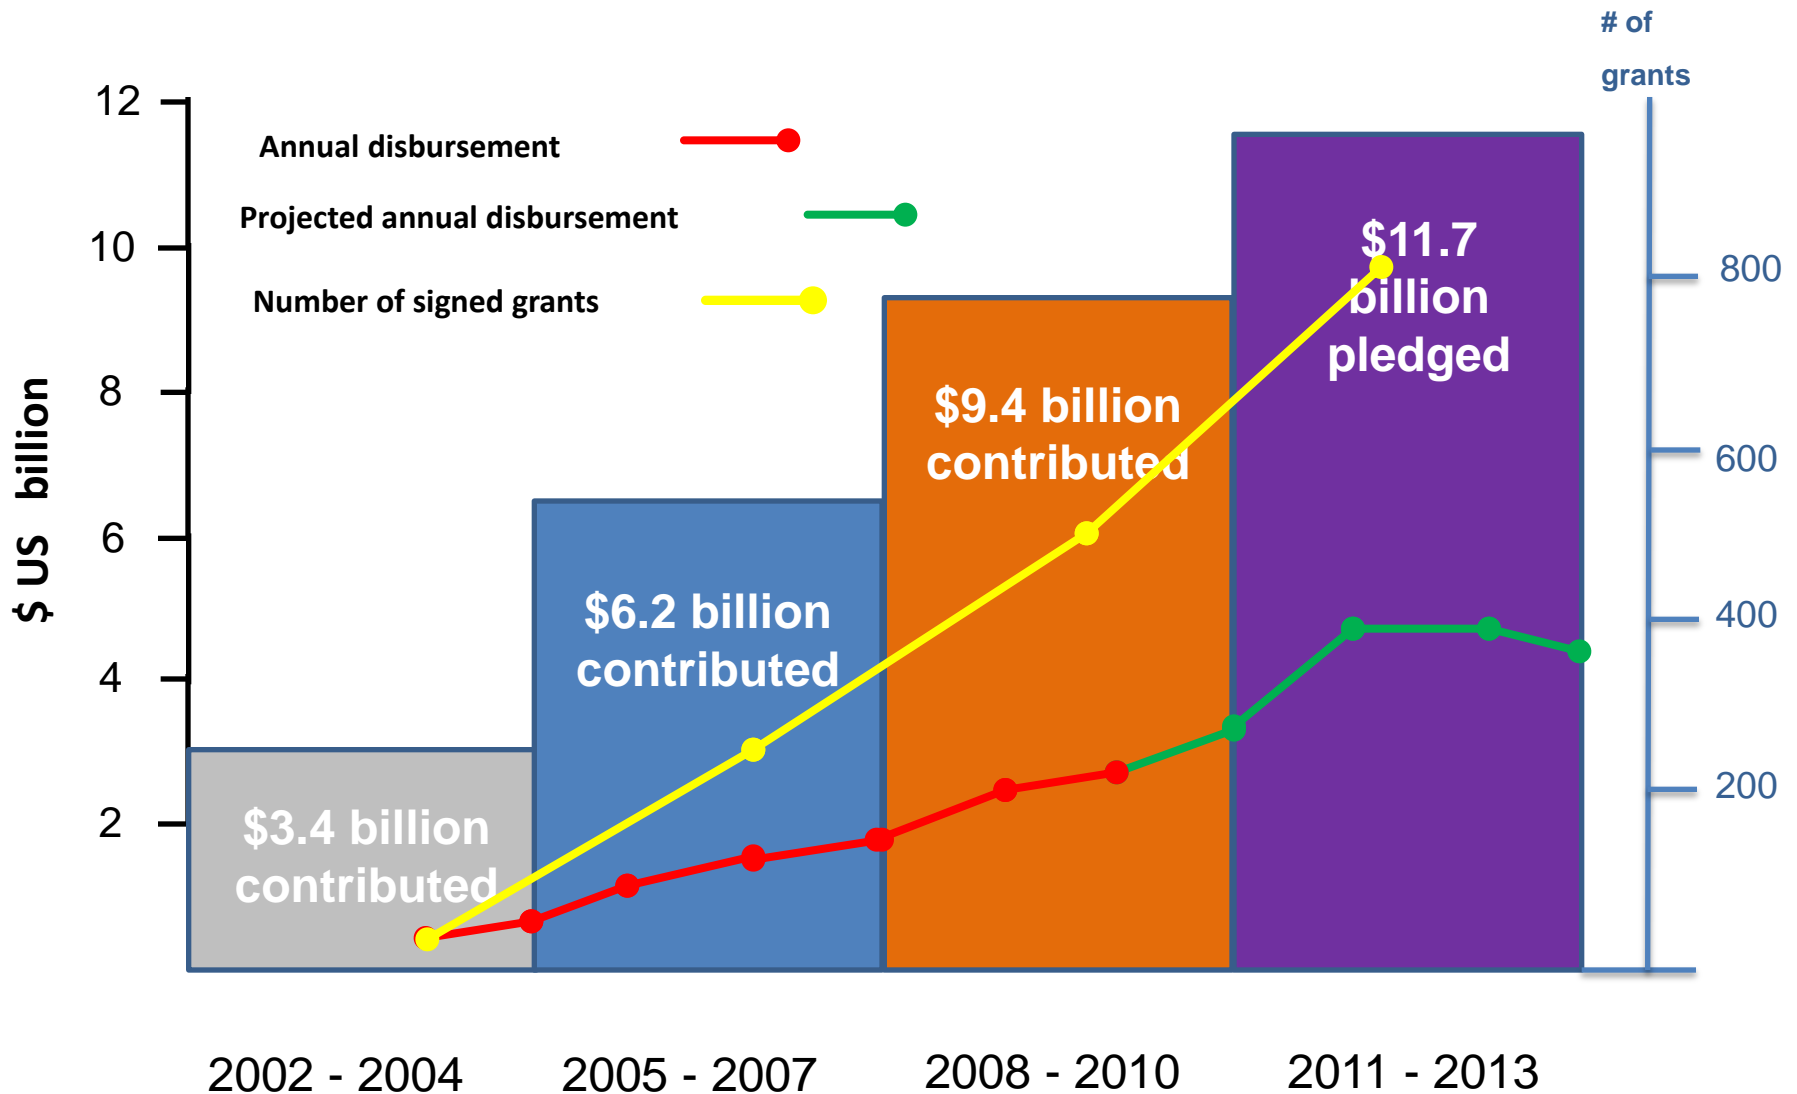 # of
grants
12
10
8
6
4
2
$ US  billion
Annual disbursement
Projected annual disbursement
Number of signed grants
$3.4 billion
contributed
$6.2 billion
contributed
$9.4 billion
contributed
$11.7
billion
pledged
800
600
400
200
2002 - 2004
2005 - 2007
2008 - 2010
2011 - 2013